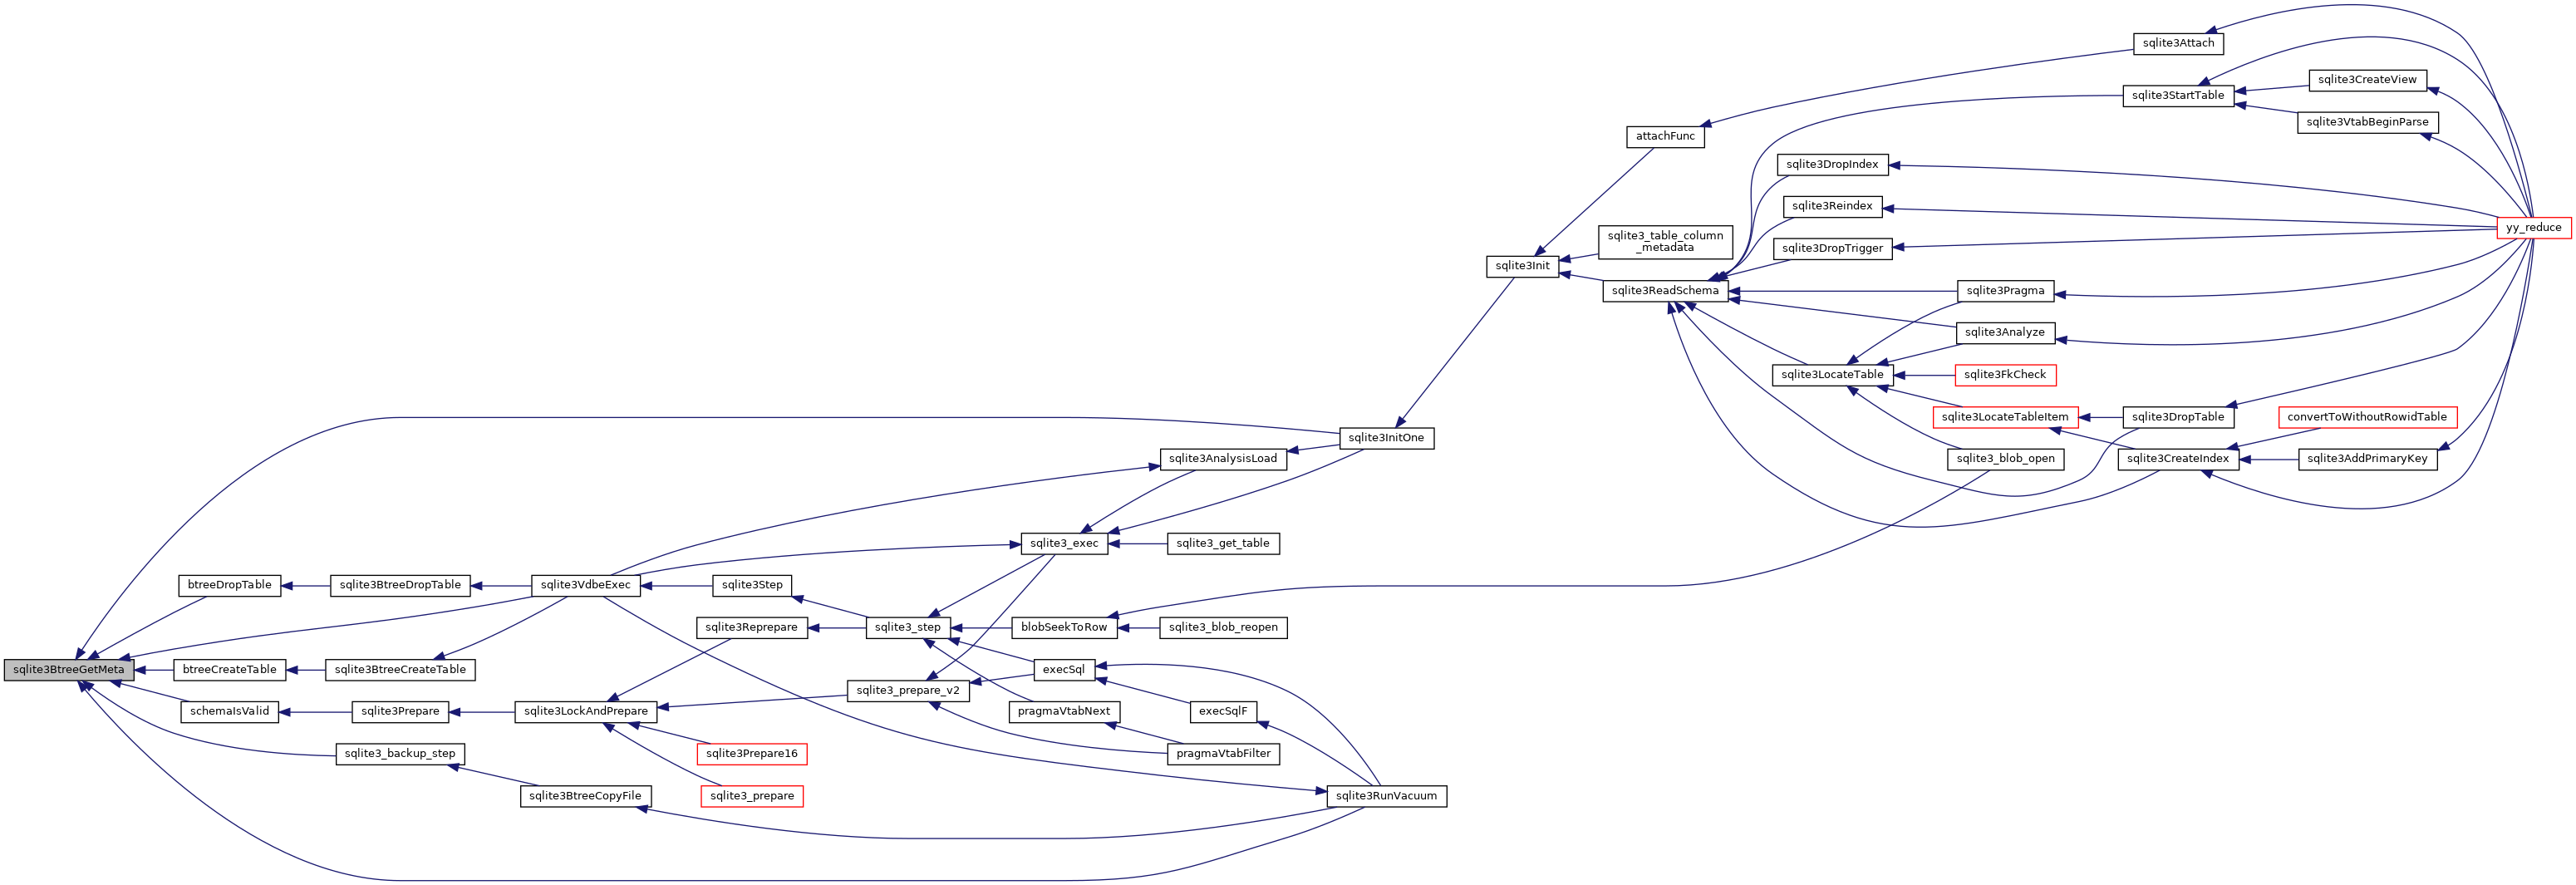 sqlite3Attach
sqlite3CreateView
sqlite3StartTable
sqlite3VtabBeginParse
attachFunc
sqlite3DropIndex
sqlite3Reindex
yy_reduce
sqlite3_table_column
_metadata
sqlite3DropTrigger
sqlite3Init
sqlite3ReadSchema
sqlite3Pragma
sqlite3Analyze
sqlite3LocateTable
sqlite3FkCheck
sqlite3LocateTableItem
sqlite3DropTable
convertToWithoutRowidTable
sqlite3InitOne
sqlite3AnalysisLoad
sqlite3_blob_open
sqlite3CreateIndex
sqlite3AddPrimaryKey
sqlite3_exec
sqlite3_get_table
btreeDropTable
sqlite3BtreeDropTable
sqlite3VdbeExec
sqlite3Step
sqlite3Reprepare
sqlite3_step
blobSeekToRow
sqlite3_blob_reopen
sqlite3BtreeGetMeta
btreeCreateTable
sqlite3BtreeCreateTable
execSql
sqlite3_prepare_v2
schemaIsValid
sqlite3Prepare
sqlite3LockAndPrepare
pragmaVtabNext
execSqlF
sqlite3_backup_step
sqlite3Prepare16
pragmaVtabFilter
sqlite3BtreeCopyFile
sqlite3_prepare
sqlite3RunVacuum